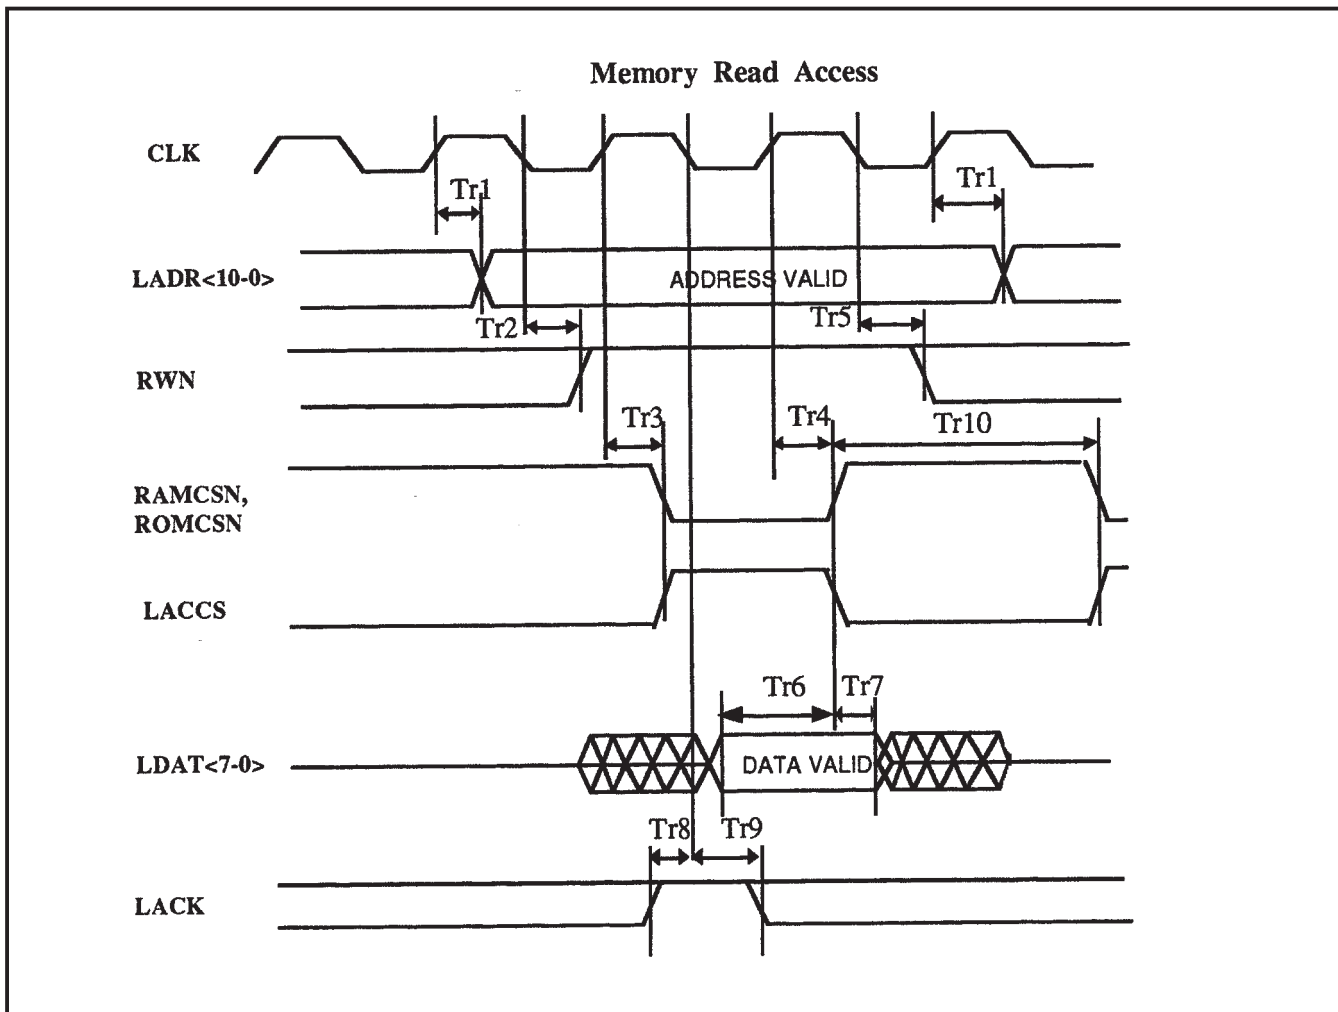 Memory Read Access
CLK
Tr1
Tr1
LADR<10-0>
ADDRESS VALID
Tr2
Tr5
RWN
Tr3
Tr4
Tr10
RAMCSN,
ROMCSN
LACCS
Tr6
Tr7
LDAT<7-0>
DATA VALID
Tr8
Tr9
LACK